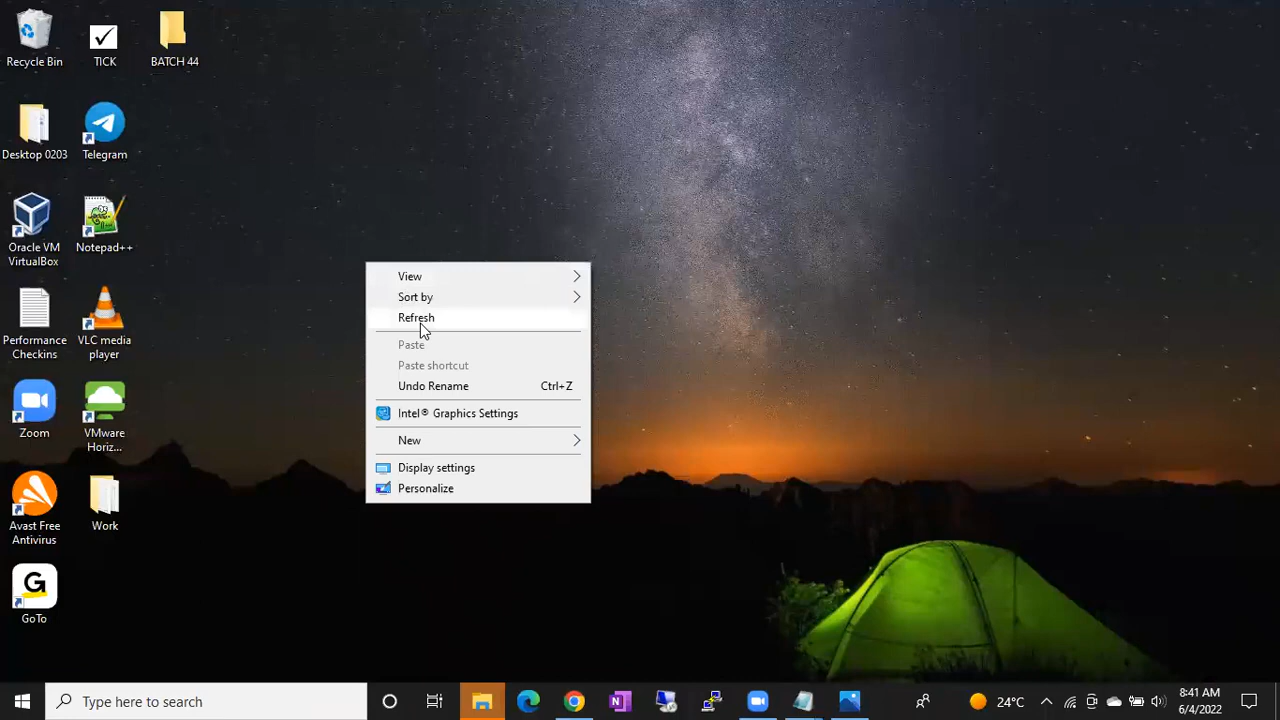 Recycle Bin
TICK
BATCH 44
Desktop 0203
Telegram
Oracle VM
VirtualBox
Notepad++
Performance
Checkins
VLC media
player
Zoom
VMware
Horiz...
Avast Free
Antivirus
Work
G
GoTo
View
Sort by
Refresh
Paste
Paste shortcut
Undo Rename Ctrl+Z
Intel® Graphics Settings
New
Display settings
Personalize
Type here to search
N
24°C
8:41 AM
6/4/2022